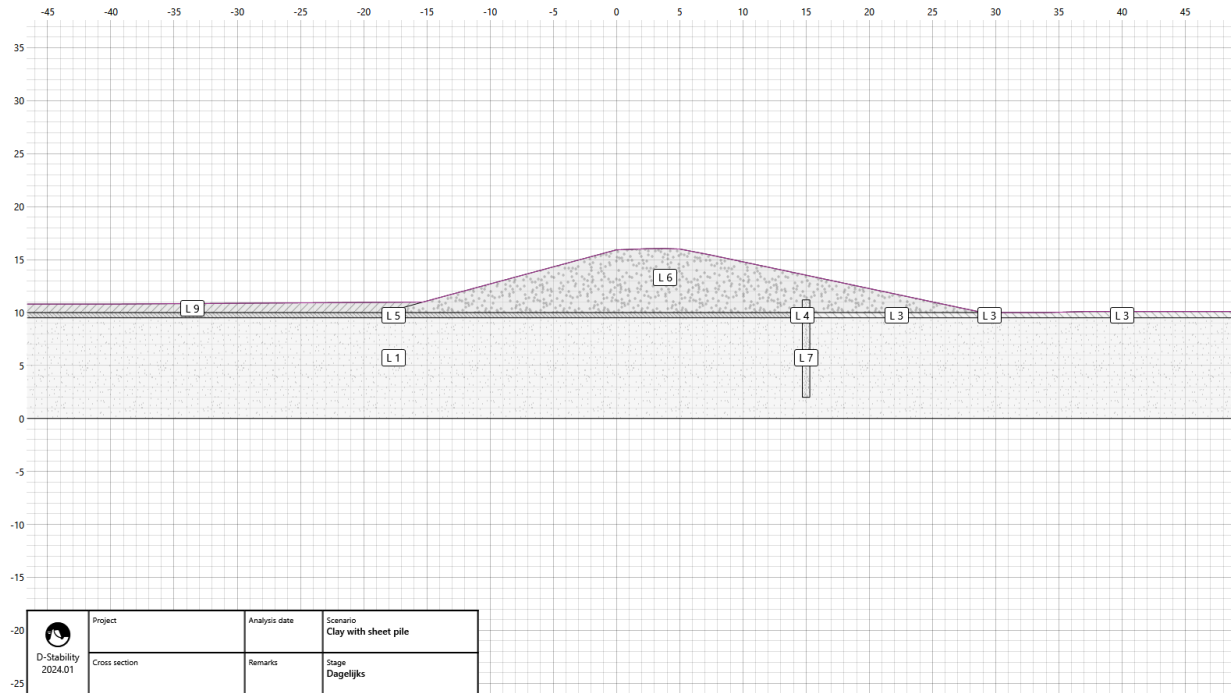 -45 -40 -35 -30 -25 -20 -15 -10 -5 0 5 10 15 20 25 30 35 40 45
35
30
25
20
15
L 6
L 9
10
L 5
L 4
L 3
L 3
L 3
5
L 1
L 7
0
-5
-10
-15
-20
-25
Project
Analysis date
Scenario
Clay with sheet pile
D-Stability
2024.01
Cross section
Remarks
Stage
Dagelijks